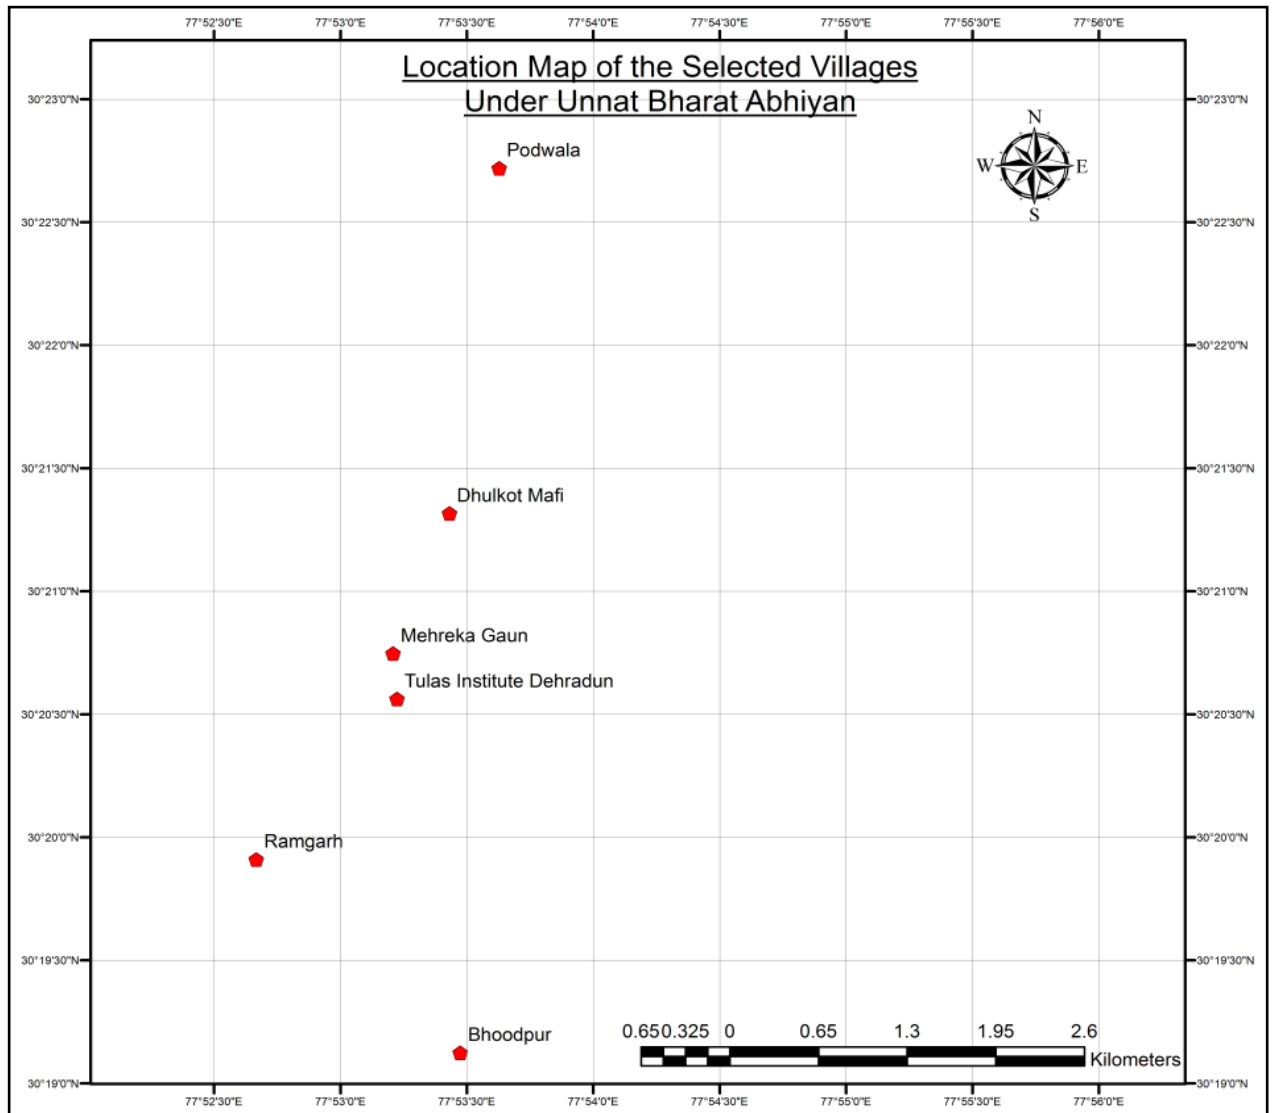 77°52'30"E 77°53'0"E 77°53'30"E 77°54'0"E 77°54'30"E 77°55'0"E 77°55'30"E 77°56'0"E
Location Map of the Selected Villages
Under Unnat Bharat Abhiyan
30°23'0"N 30°23'0"N
N
Podwala
W E
S
30°22'30"N 30°22'30"N
30°22'0"N 30°22'0"N
30°21'30"N 30°21'30"N
Dhulkot Mafi
30°21'0"N 30°21'0"N
Mehreka Gaun
Tulas Institute Dehradun
30°20'30"N 30°20'30"N
30°20'0"N 30°20'0"N
Ramgarh
30°19'30"N 30°19'30"N
Bhoodpur
0.65 0.325 0 0.65 1.3 1.95 2.6
Kilometers
30°19'0"N 30°19'0"N
77°52'30"E 77°53'0"E 77°53'30"E 77°54'0"E 77°54'30"E 77°55'0"E 77°55'30"E 77°56'0"E